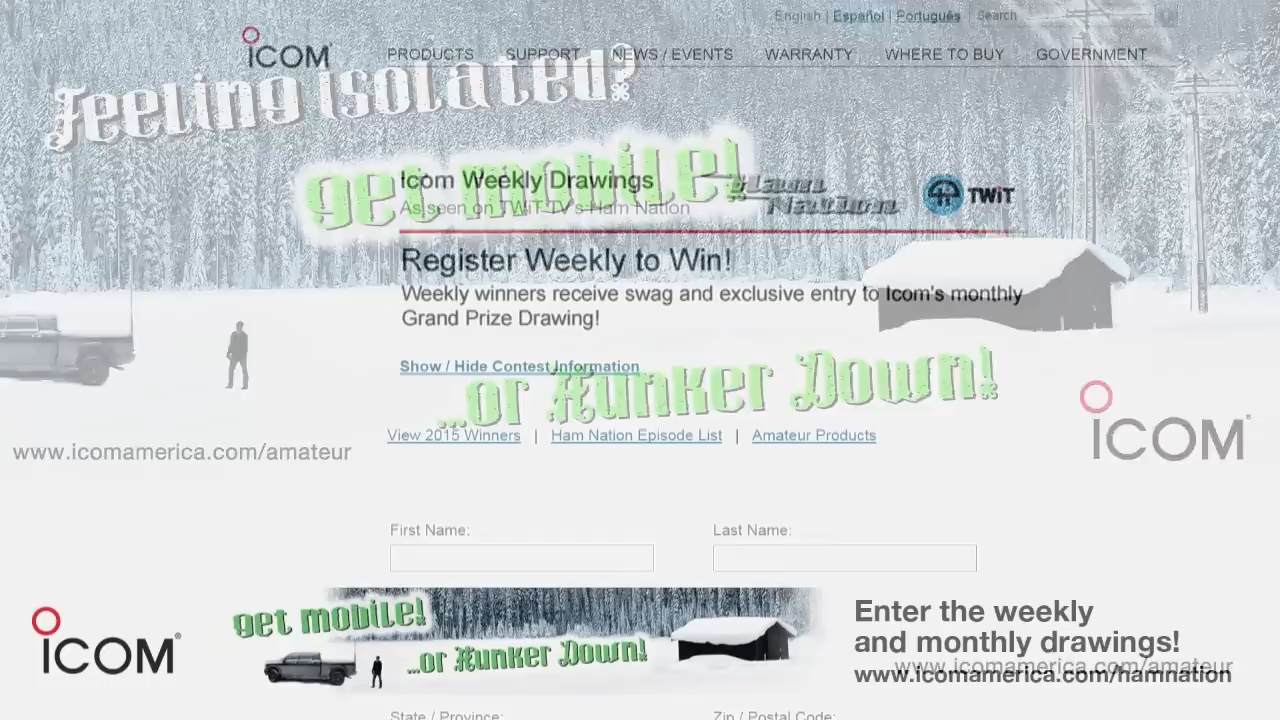 English | Español | Português Search
ICOM
PRODUCTS SUPPORT NEWS / EVENTS WARRANTY WHERE TO BUY GOVERNMENT
Feeling isolated?
get mobile!
Icom Weekly Drawings
As seen on TWiT TV's Ham Nation
Ham Nation
TWiT
Register Weekly to Win!
Weekly winners receive swag and exclusive entry to Icom's monthly
Grand Prize Drawing!
Show / Hide Contest Information
...or Hunker Down!
View 2015 Winners | Ham Nation Episode List | Amateur Products
ICOM®
www.icomamerica.com/amateur
First Name: Last Name:
ICOM®
get mobile!
...or Hunker Down!
Enter the weekly
and monthly drawings!
www.icomamerica.com/amateur
www.icomamerica.com/hamnation
State / Province: Zip / Postal Code: